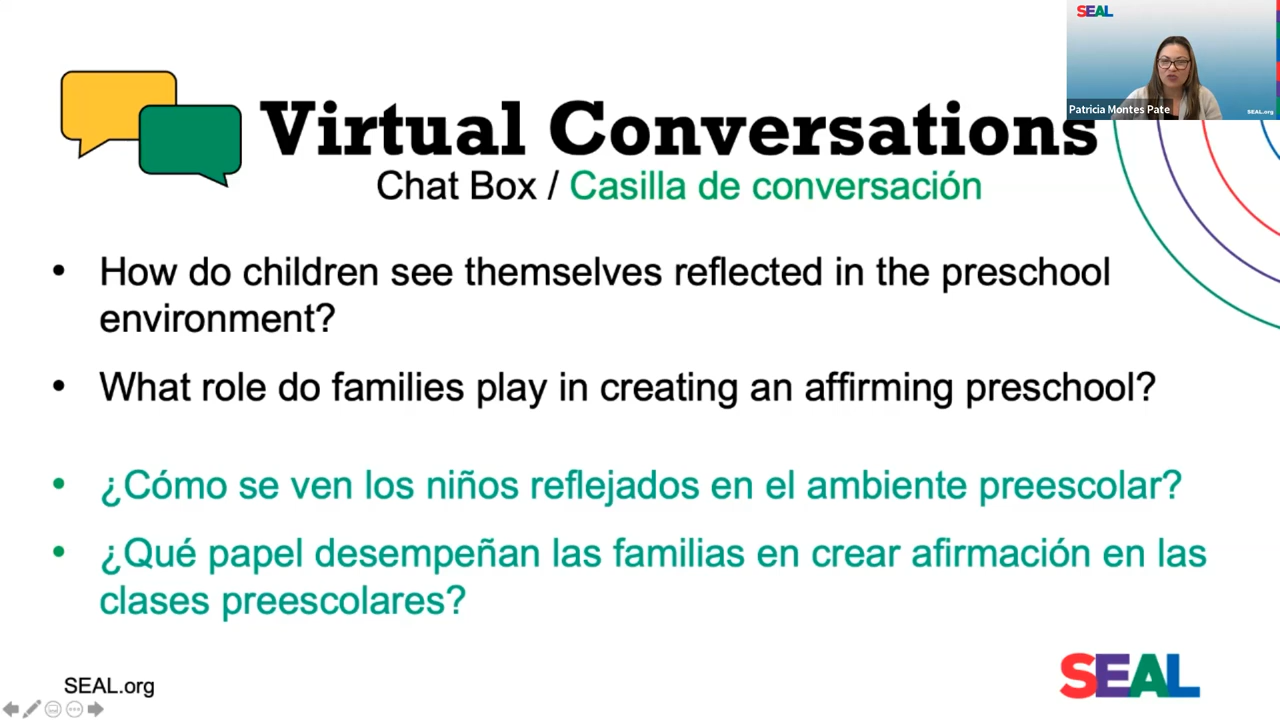 SEAL
Patricia Montes Pate
SEAL.org
Virtual Conversations
Chat Box / Casilla de conversación
• How do children see themselves reflected in the preschool
environment?
• What role do families play in creating an affirming preschool?
• ¿Cómo se ven los niños reflejados en el ambiente preescolar?
• ¿Qué papel desempeñan las familias en crear afirmación en las
clases preescolares?
SEAL.org
SEAL